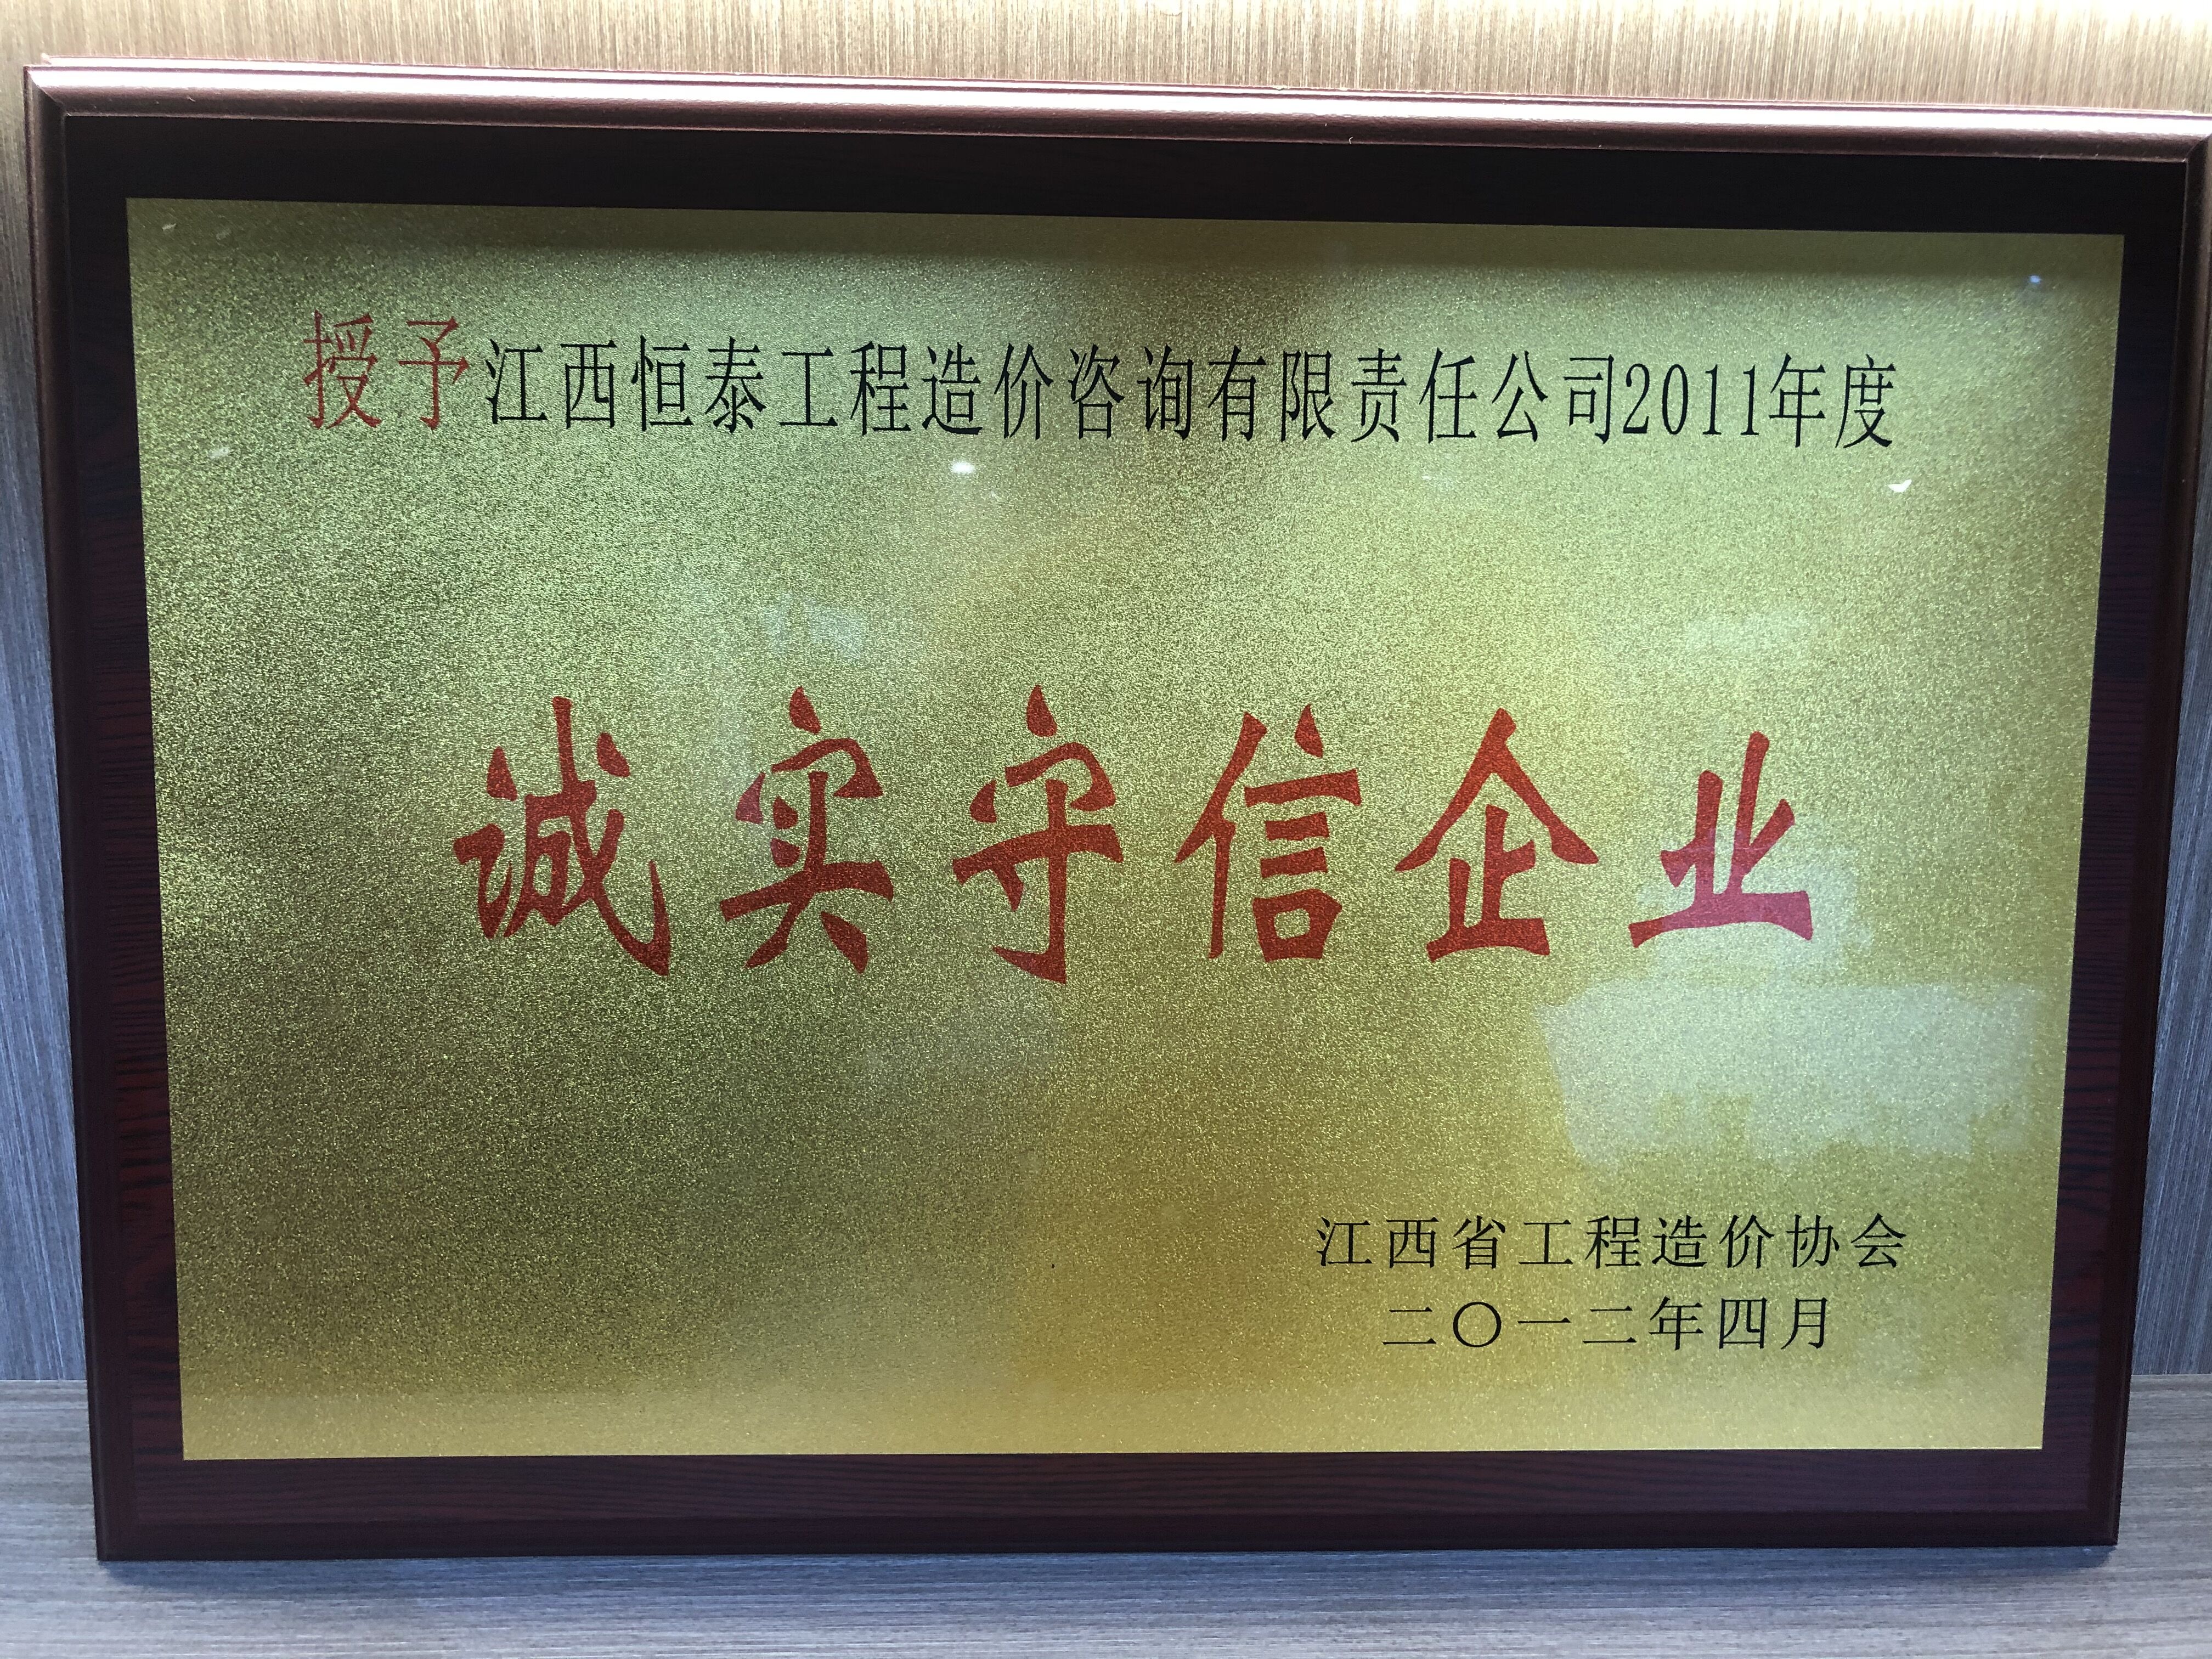 授予江西恒泰工程造价咨询有限责任公司2011年度
诚实守信企业
江西省工程造价协会
二〇一二年四月